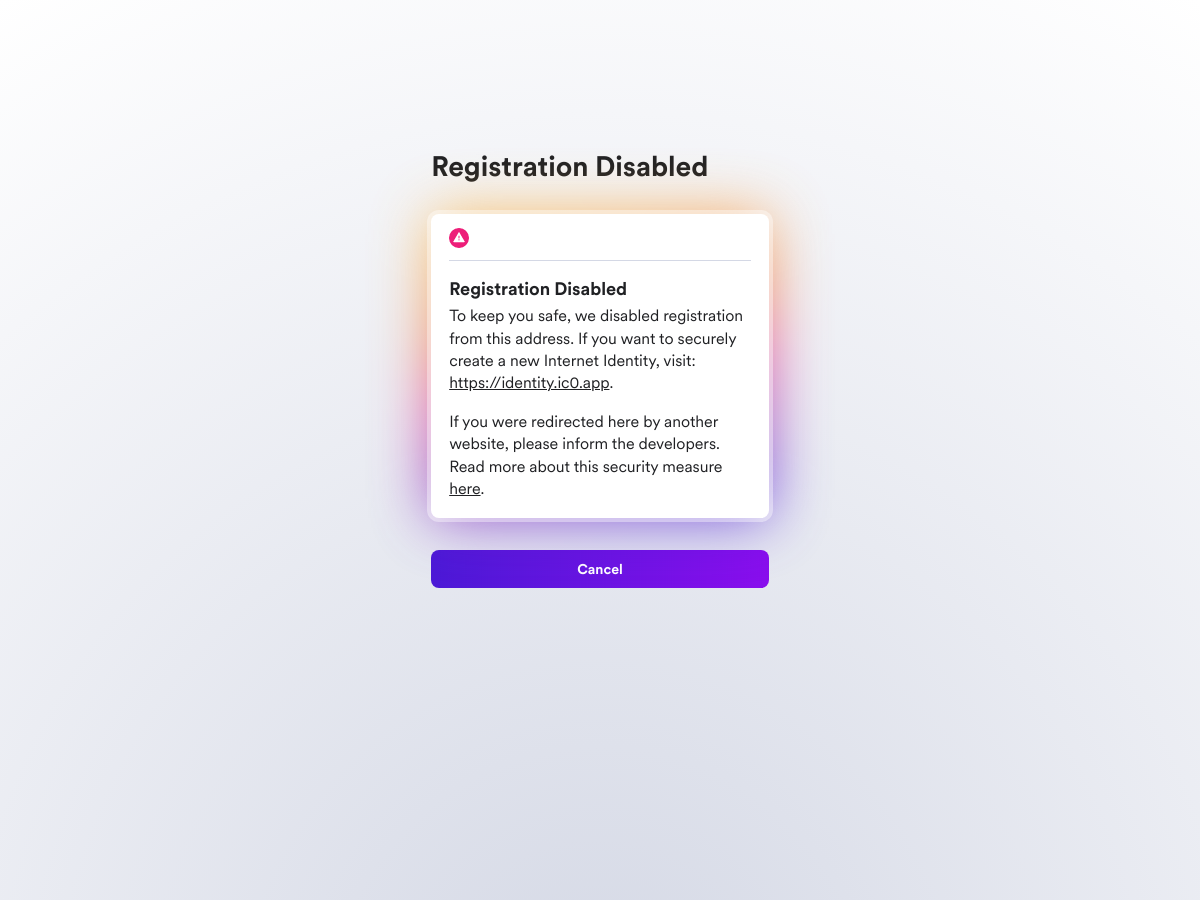 Registration Disabled
Registration Disabled
To keep you safe, we disabled registration
from this address. If you want to securely
create a new Internet Identity, visit:
https://identity.ic0.app.
If you were redirected here by another
website, please inform the developers.
Read more about this security measure
here.
Cancel